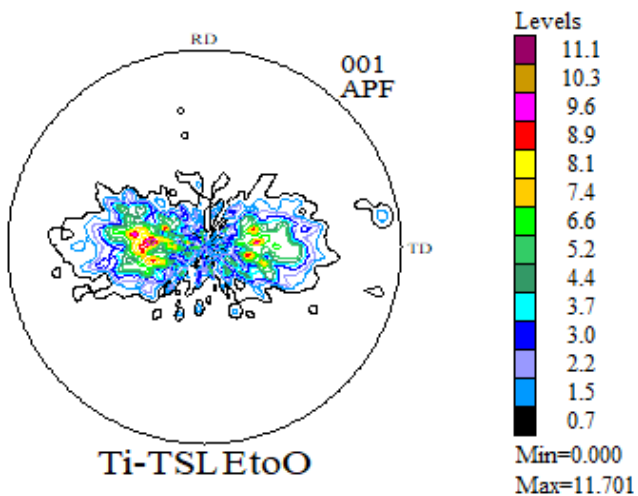 RD
001
APF
TD
Ti-TSL EtoO
Levels
11.1
10.3
9.6
8.9
8.1
7.4
6.6
5.2
4.4
3.7
3.0
2.2
1.5
0.7
Min=0.000
Max=11.701